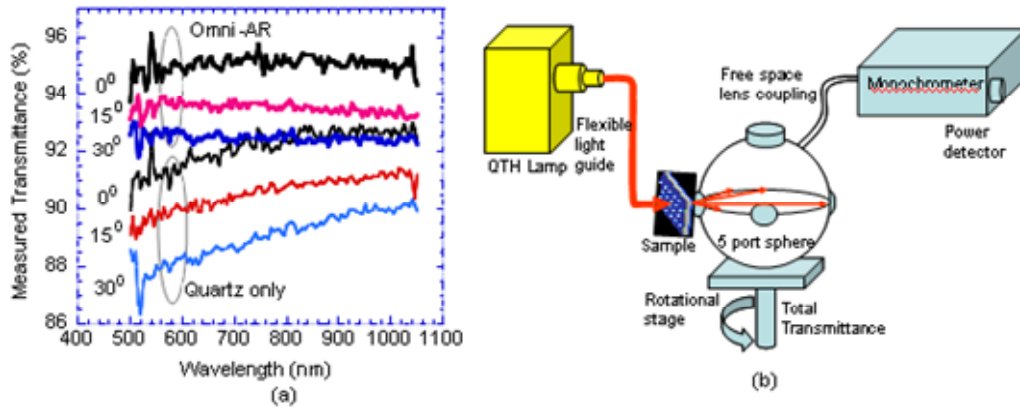 96
94
92
90
88
86
Measured Transmittance (%)
Omni -AR
0⁰
15⁰
30⁰
0⁰
15⁰
30⁰
Quartz only
400 500 600 700 800 900 1000 1100
Wavelength (nm)
(a)
QTH Lamp
Flexible
light
guide
Free space
lens coupling
Monochrometer
Power
detector
Sample
5 port sphere
Rotational
stage
Total
Transmittance
(b)